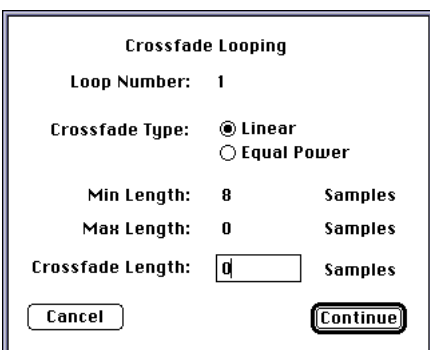 Crossfade Looping
Loop Number: 1
Crossfade Type: Linear
Equal Power
Min Length: 8 Samples
Max Length: 0 Samples
Crossfade Length: 0 Samples
Cancel Continue